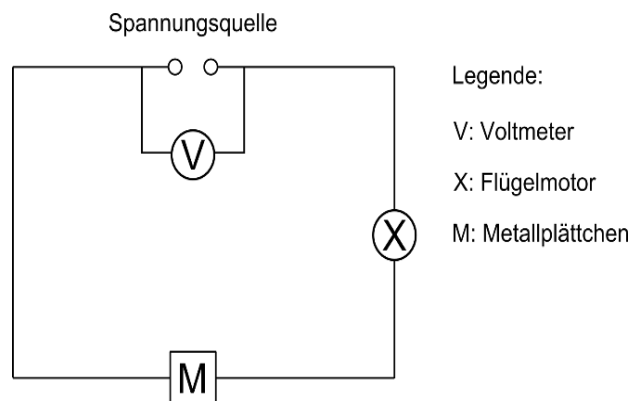 Spannungsquelle
Legende:
V
V: Voltmeter
X: Flügelmotor
X
M: Metallplättchen
M